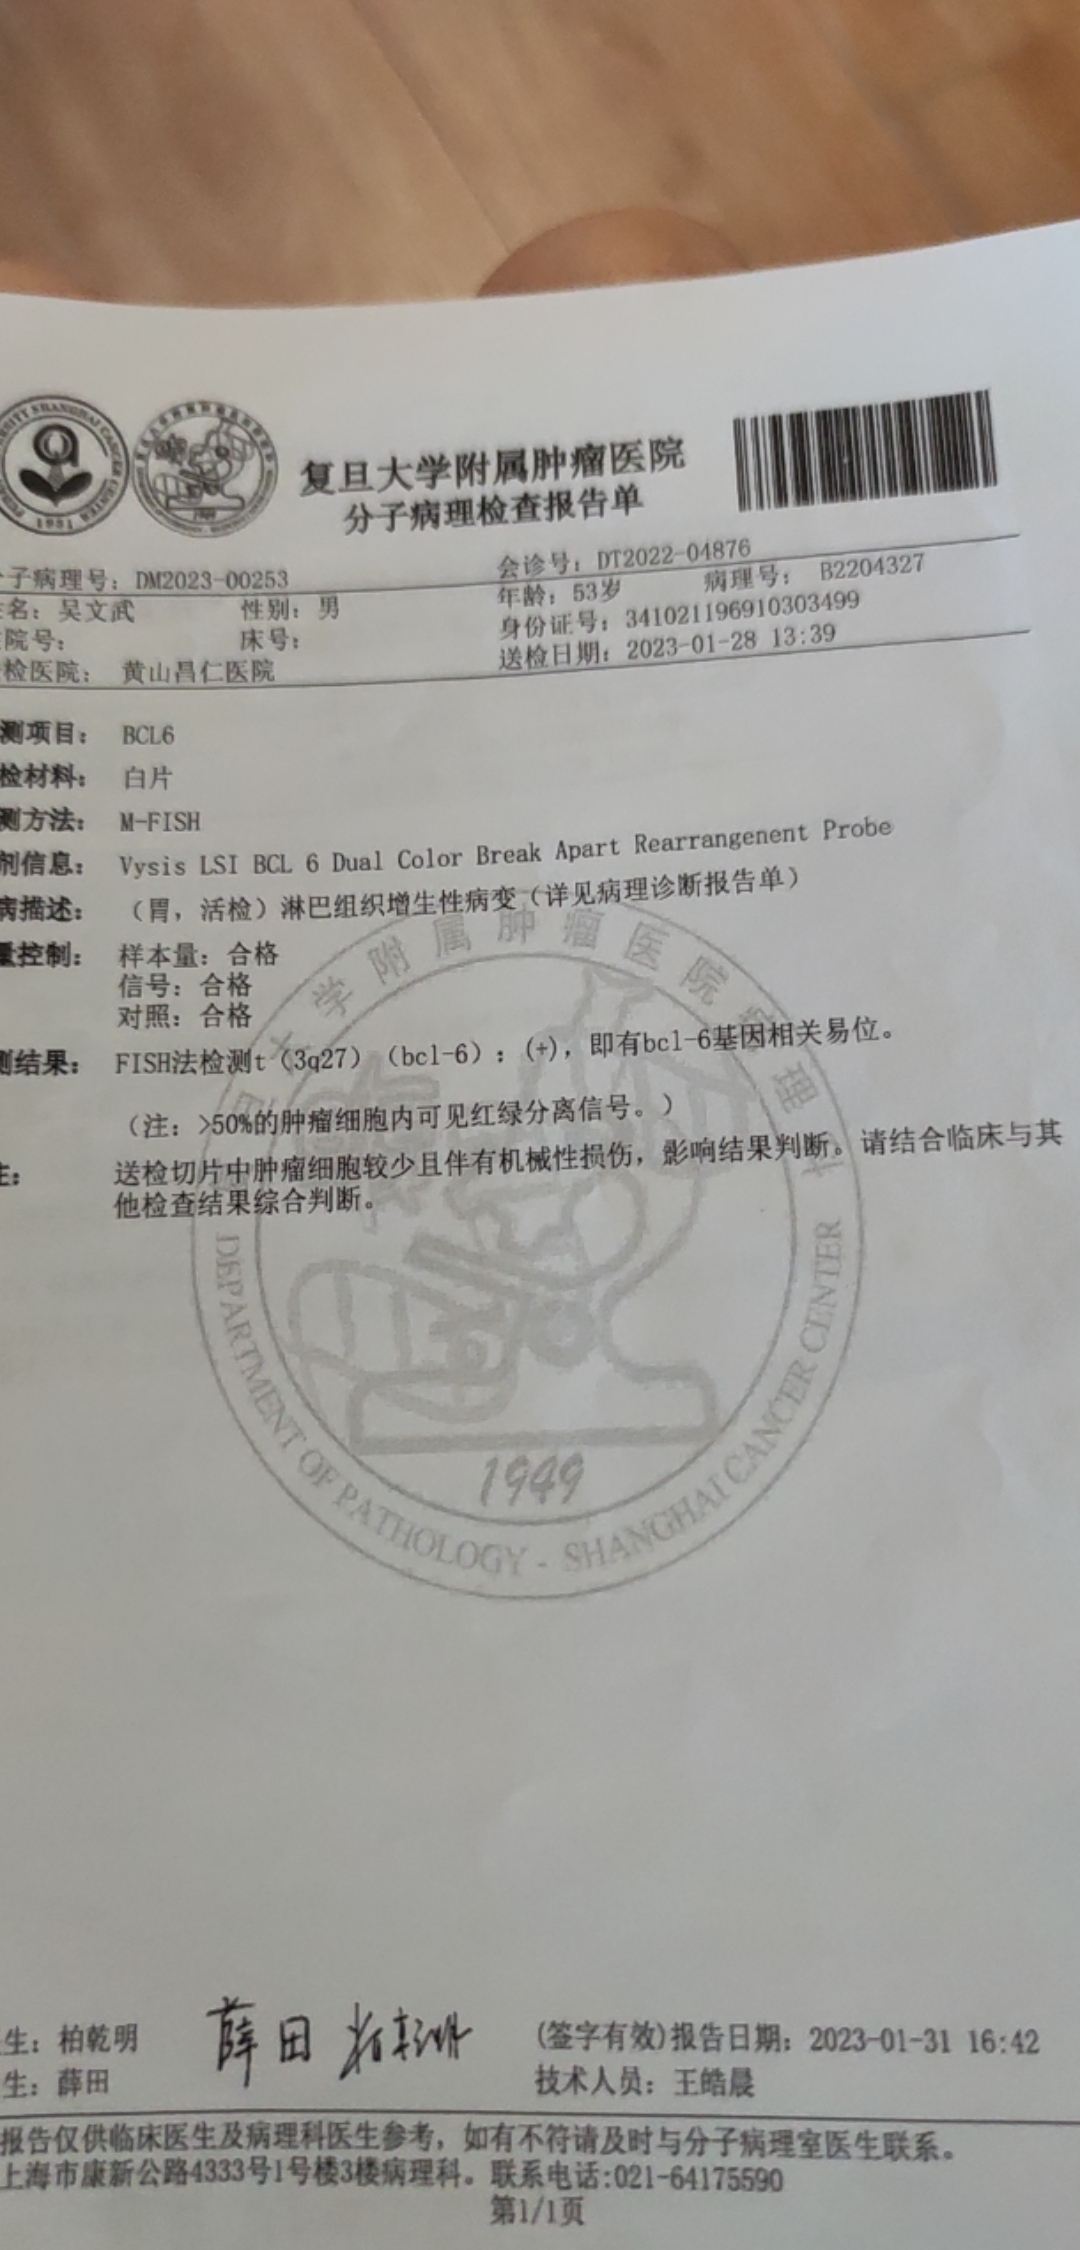 复旦大学附属肿瘤医院
分子病理检查报告单
子病理号: DM2023-00253 会诊号: DT2022-04876
名: 吴文武 性别: 男 年龄: 53岁 病理号: B2204327
院号: 床号: 身份证号: 341021196910303499
检医院: 黄山昌仁医院 送检日期: 2023-01-28 13:39
测项目: BCL6
检材料: 白片
测方法: M-FISH
剂信息: Vysis LSI BCL 6 Dual Color Break Apart Rearrangenent Probe
病描述: (胃, 活检) 淋巴组织增生性病变 (详见病理诊断报告单)
量控制: 样本量: 合格
信号: 合格
对照: 合格
测结果: FISH法检测t (3q27) (bcl-6) : (+), 即有bcl-6基因相关易位。
(注: >50%的肿瘤细胞内可见红绿分离信号。)
注: 送检切片中肿瘤细胞较少且伴有机械性损伤, 影响结果判断。请结合临床与其
他检查结果综合判断。
大学附属肿瘤医院
理
DEPARTMENT OF PATHOLOGY - SHANGHAI CANCER CENTER
1949
生: 柏乾明 薛田 (签字有效)报告日期: 2023-01-31 16:42
生: 薛田 技术人员: 王皓晨
报告仅供临床医生及病理科医生参考, 如有不符请及时与分子病理室医生联系。
上海市康新公路4333号1号楼3楼病理科。联系电话:021-64175590
第1/1页